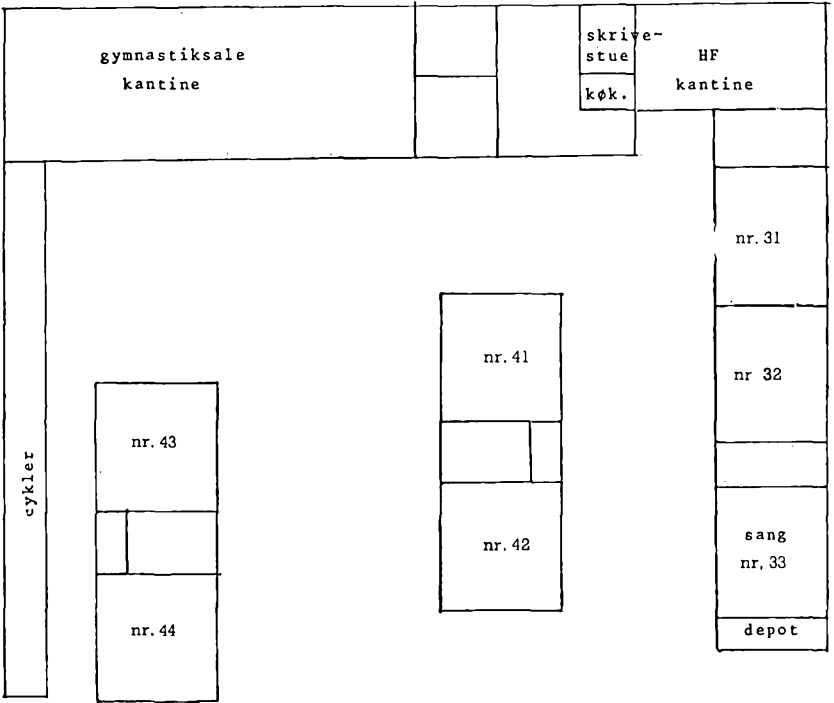 gymnastiksale
kantine
skrive-
stue
køk.
HF
kantine
nr. 31
nr 32
sang
nr, 33
depot
nr. 41
nr. 42
nr. 43
nr. 44
cykler